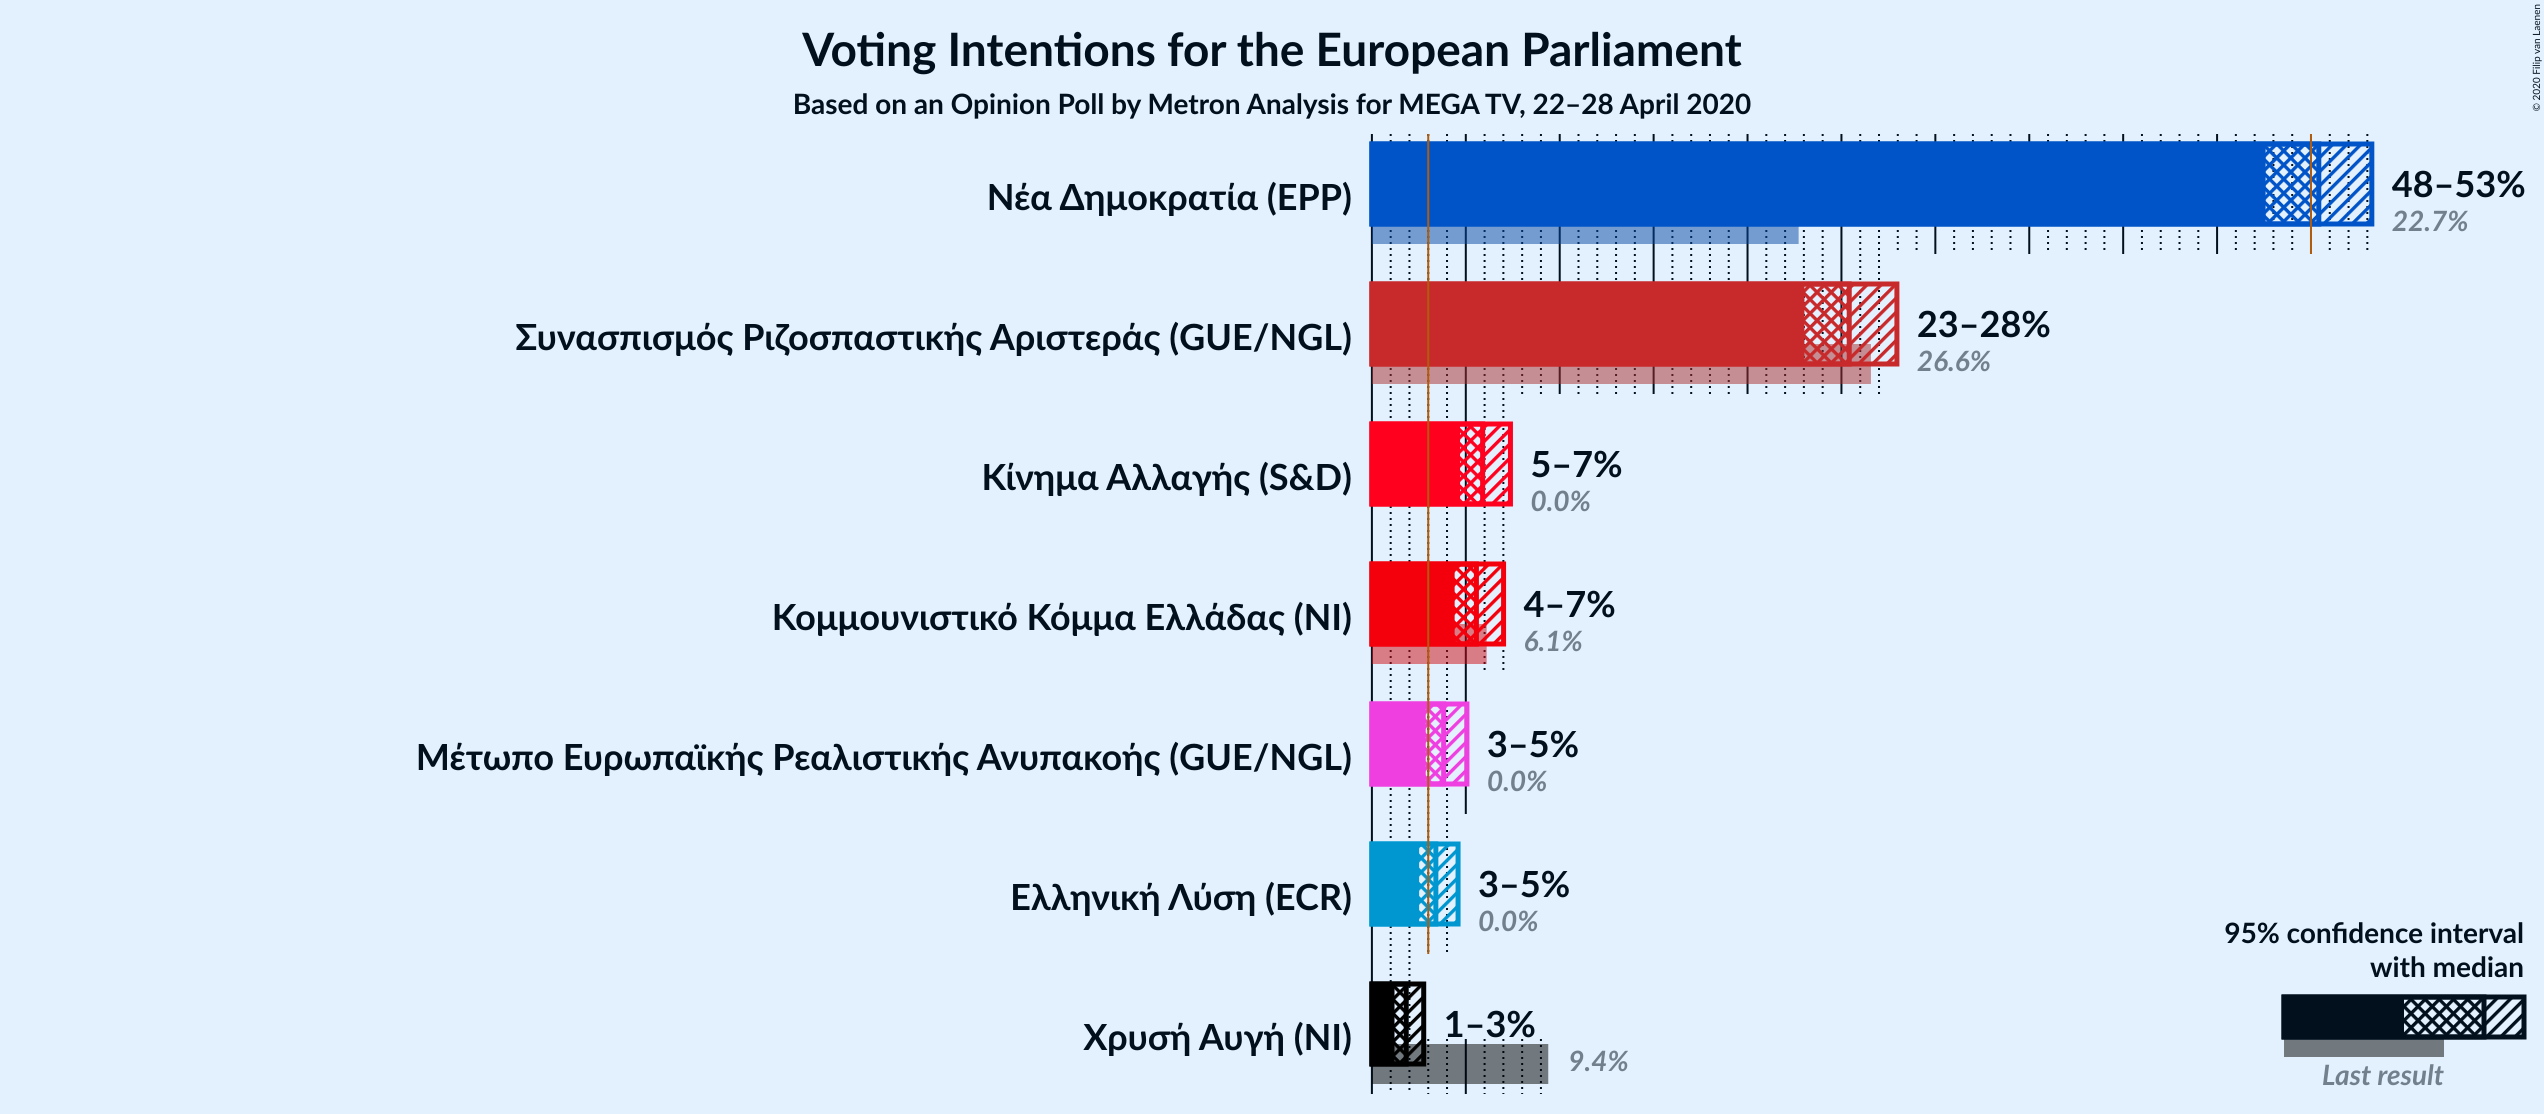 © 2020 Filip van Laenen
Voting Intentions for the European Parliament
Based on an Opinion Poll by Metron Analysis for MEGA TV, 22–28 April 2020
Νέα Δημοκρατία (EPP)
48–53%
22.7%
Συνασπισμός Ριζοσπαστικής Αριστεράς (GUE/NGL)
23–28%
26.6%
Κίνημα Αλλαγής (S&D)
5–7%
0.0%
Κομμουνιστικό Κόμμα Ελλάδας (NI)
4–7%
6.1%
Μέτωπο Ευρωπαϊκής Ρεαλιστικής Ανυπακοής (GUE/NGL)
3–5%
0.0%
Ελληνική Λύση (ECR)
3–5%
0.0%
Χρυσή Αυγή (NI)
1–3%
9.4%
95% confidence interval
with median
Last result